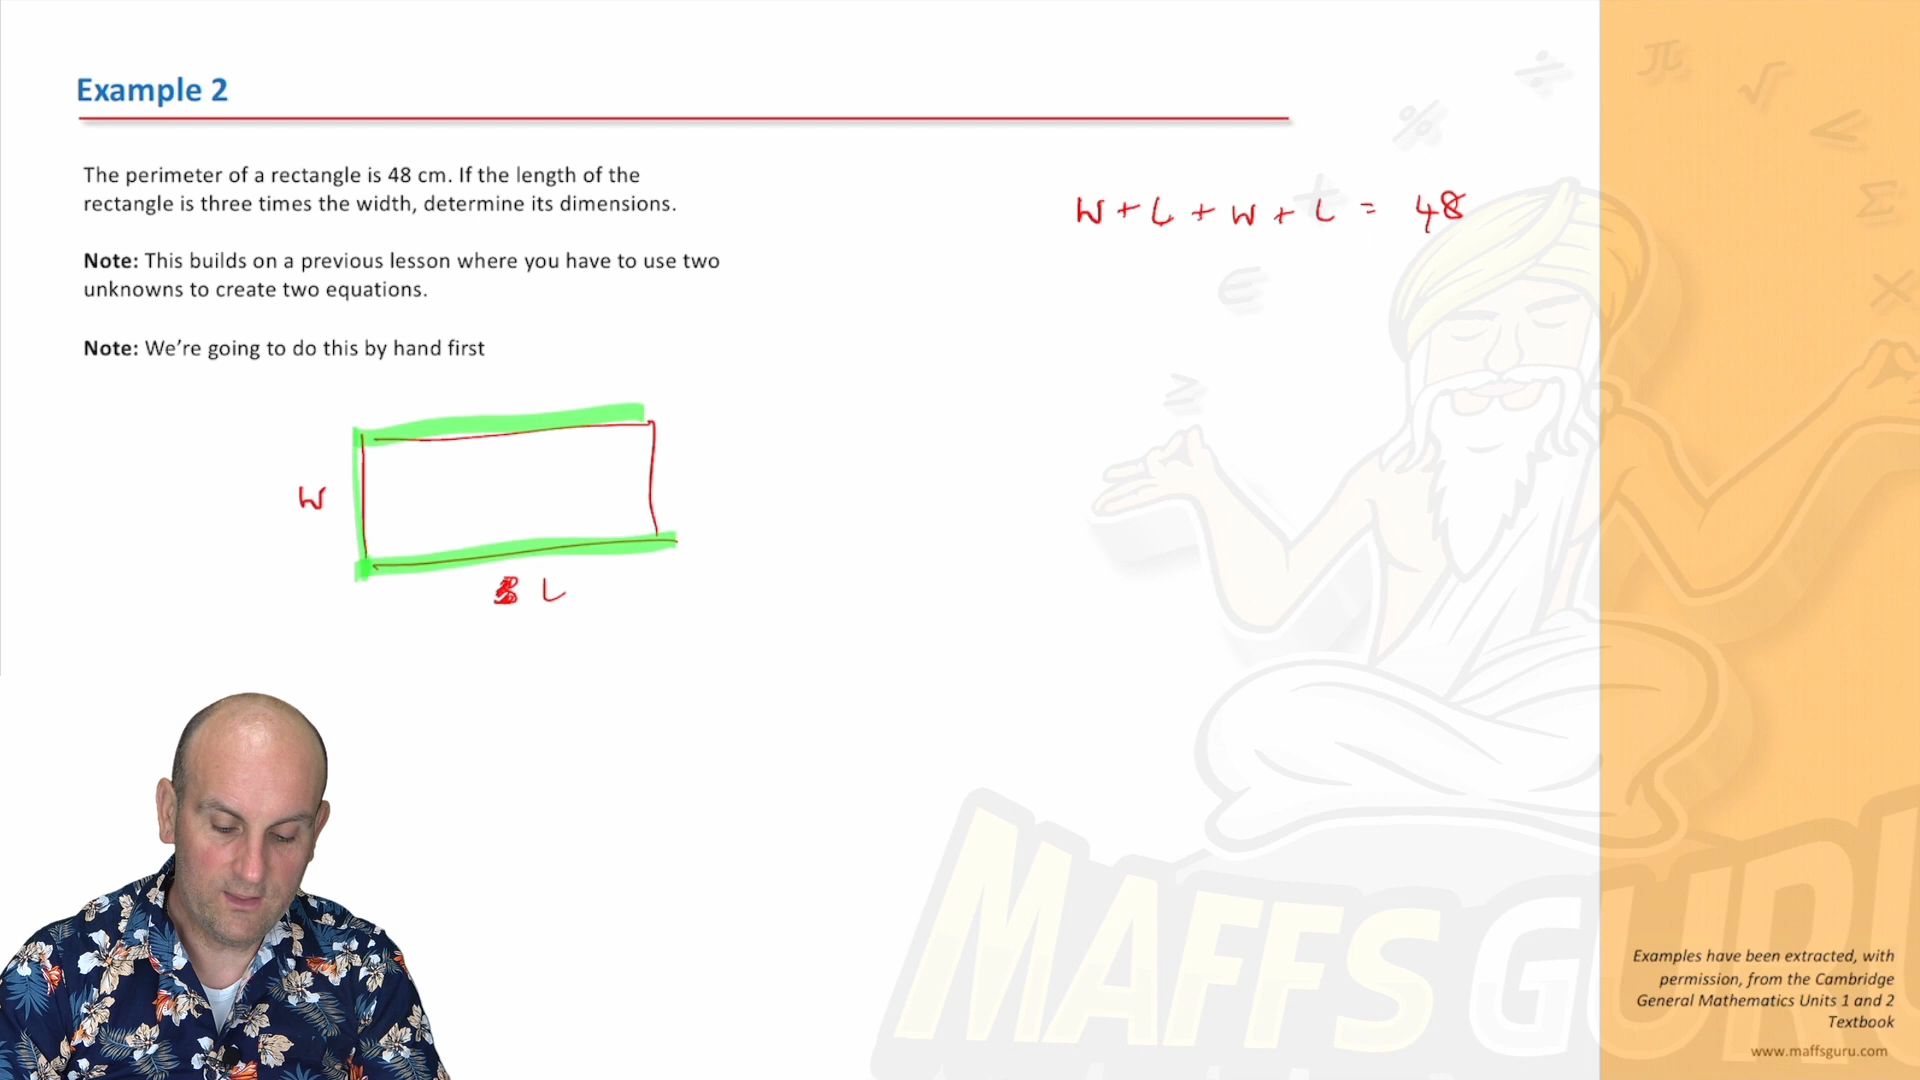 Example 2
The perimeter of a rectangle is 48 cm. If the length of the
rectangle is three times the width, determine its dimensions.
Note: This builds on a previous lesson where you have to use two
unknowns to create two equations.
Note: We're going to do this by hand first
W + L + W + L = 48
W
L
÷
π
√
%
<
+
Σ
∈
×
≥
MAFFS GURU
Examples have been extracted, with
permission, from the Cambridge
General Mathematics Units 1 and 2
Textbook
www.maffsguru.com